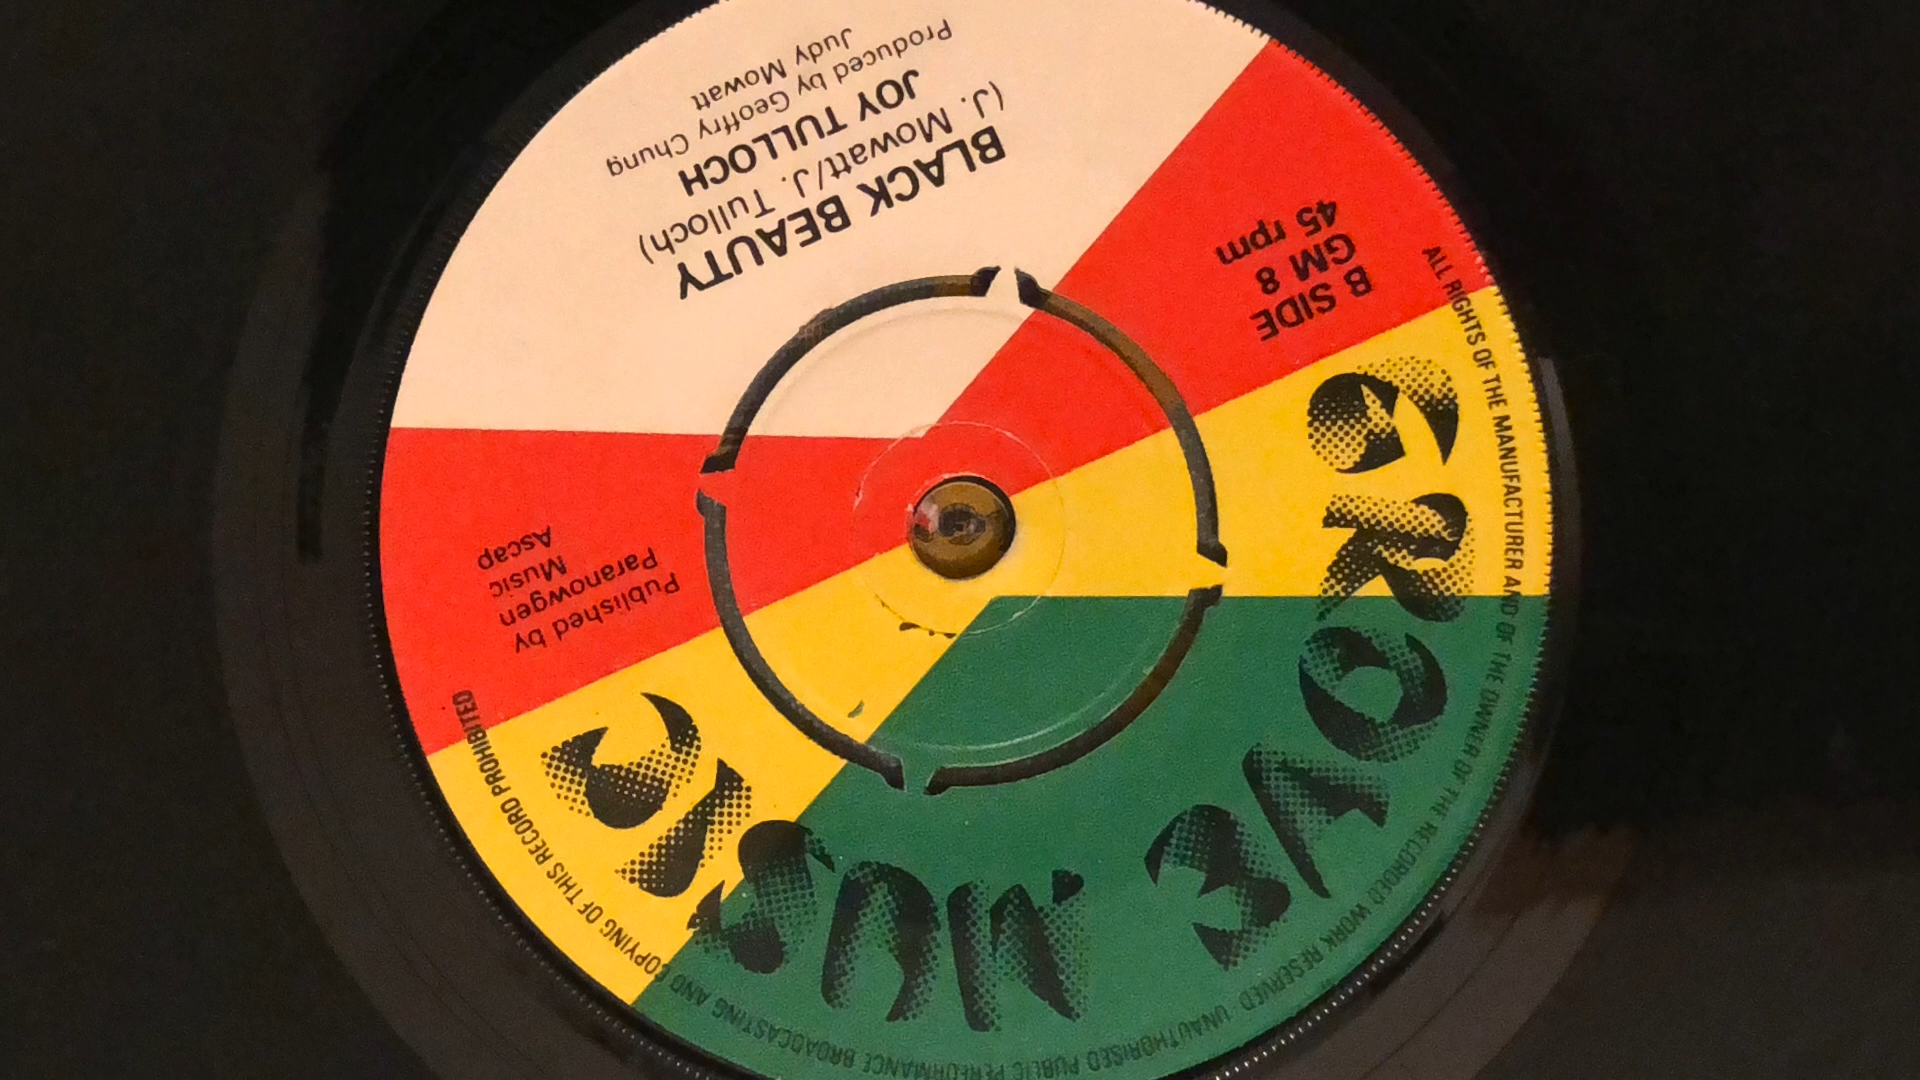 GROVE MUSIC
ALL RIGHTS OF THE MANUFACTURER AND OF THE OWNER OF THE RECORDED WORK RESERVED UNAUTHORISED PUBLIC PERFORMANCE BROADCASTING AND COPYING OF THIS RECORD PROHIBITED
B SIDE
GM 8
45 rpm
Published by
Paranowgen
Music
Ascap
BLACK BEAUTY
(J. Mowatt/J. Tulloch)
JOY TULLOCH
Produced by Geoffry Chung
Judy Mowatt